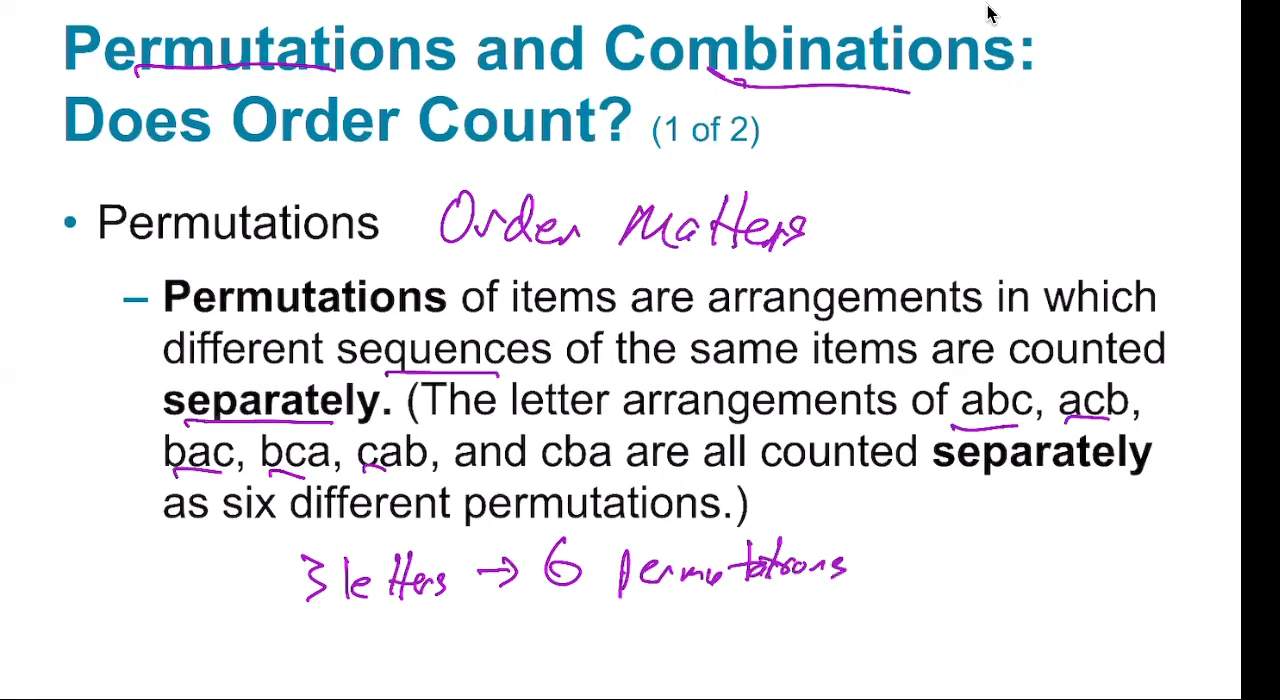 Permutations and Combinations:
Does Order Count? (1 of 2)
• Permutations Order Matters
– Permutations of items are arrangements in which
different sequences of the same items are counted
separately. (The letter arrangements of abc, acb,
bac, bca, cab, and cba are all counted separately
as six different permutations.)
3 letters → 6 permutations